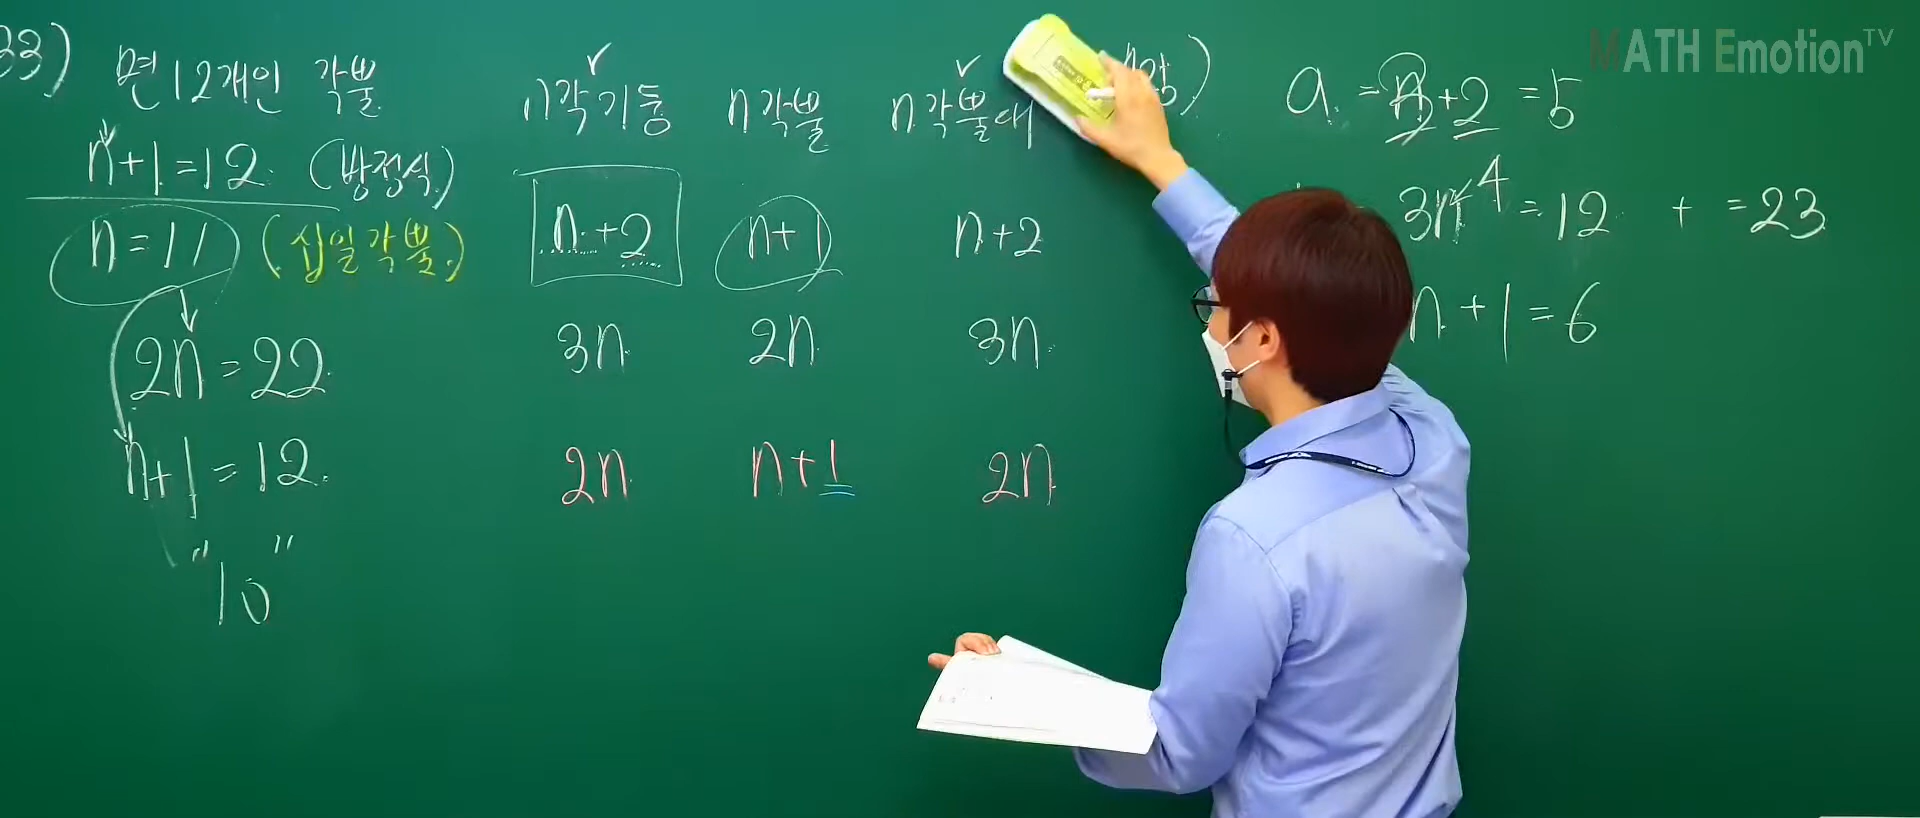 33) 면 12개인 각뿔
n+1=12. (방정식)
n=11 (십일각뿔.)
2n=22
n+1=12.
"10"
n각기둥 n각뿔 n각뿔대
n+2 n+1 n+2
3n 2n 3n
2n n+1 2n
a. =n+2 =5
3n 4 =12 + =23
n+1=6
MATH Emotion TV